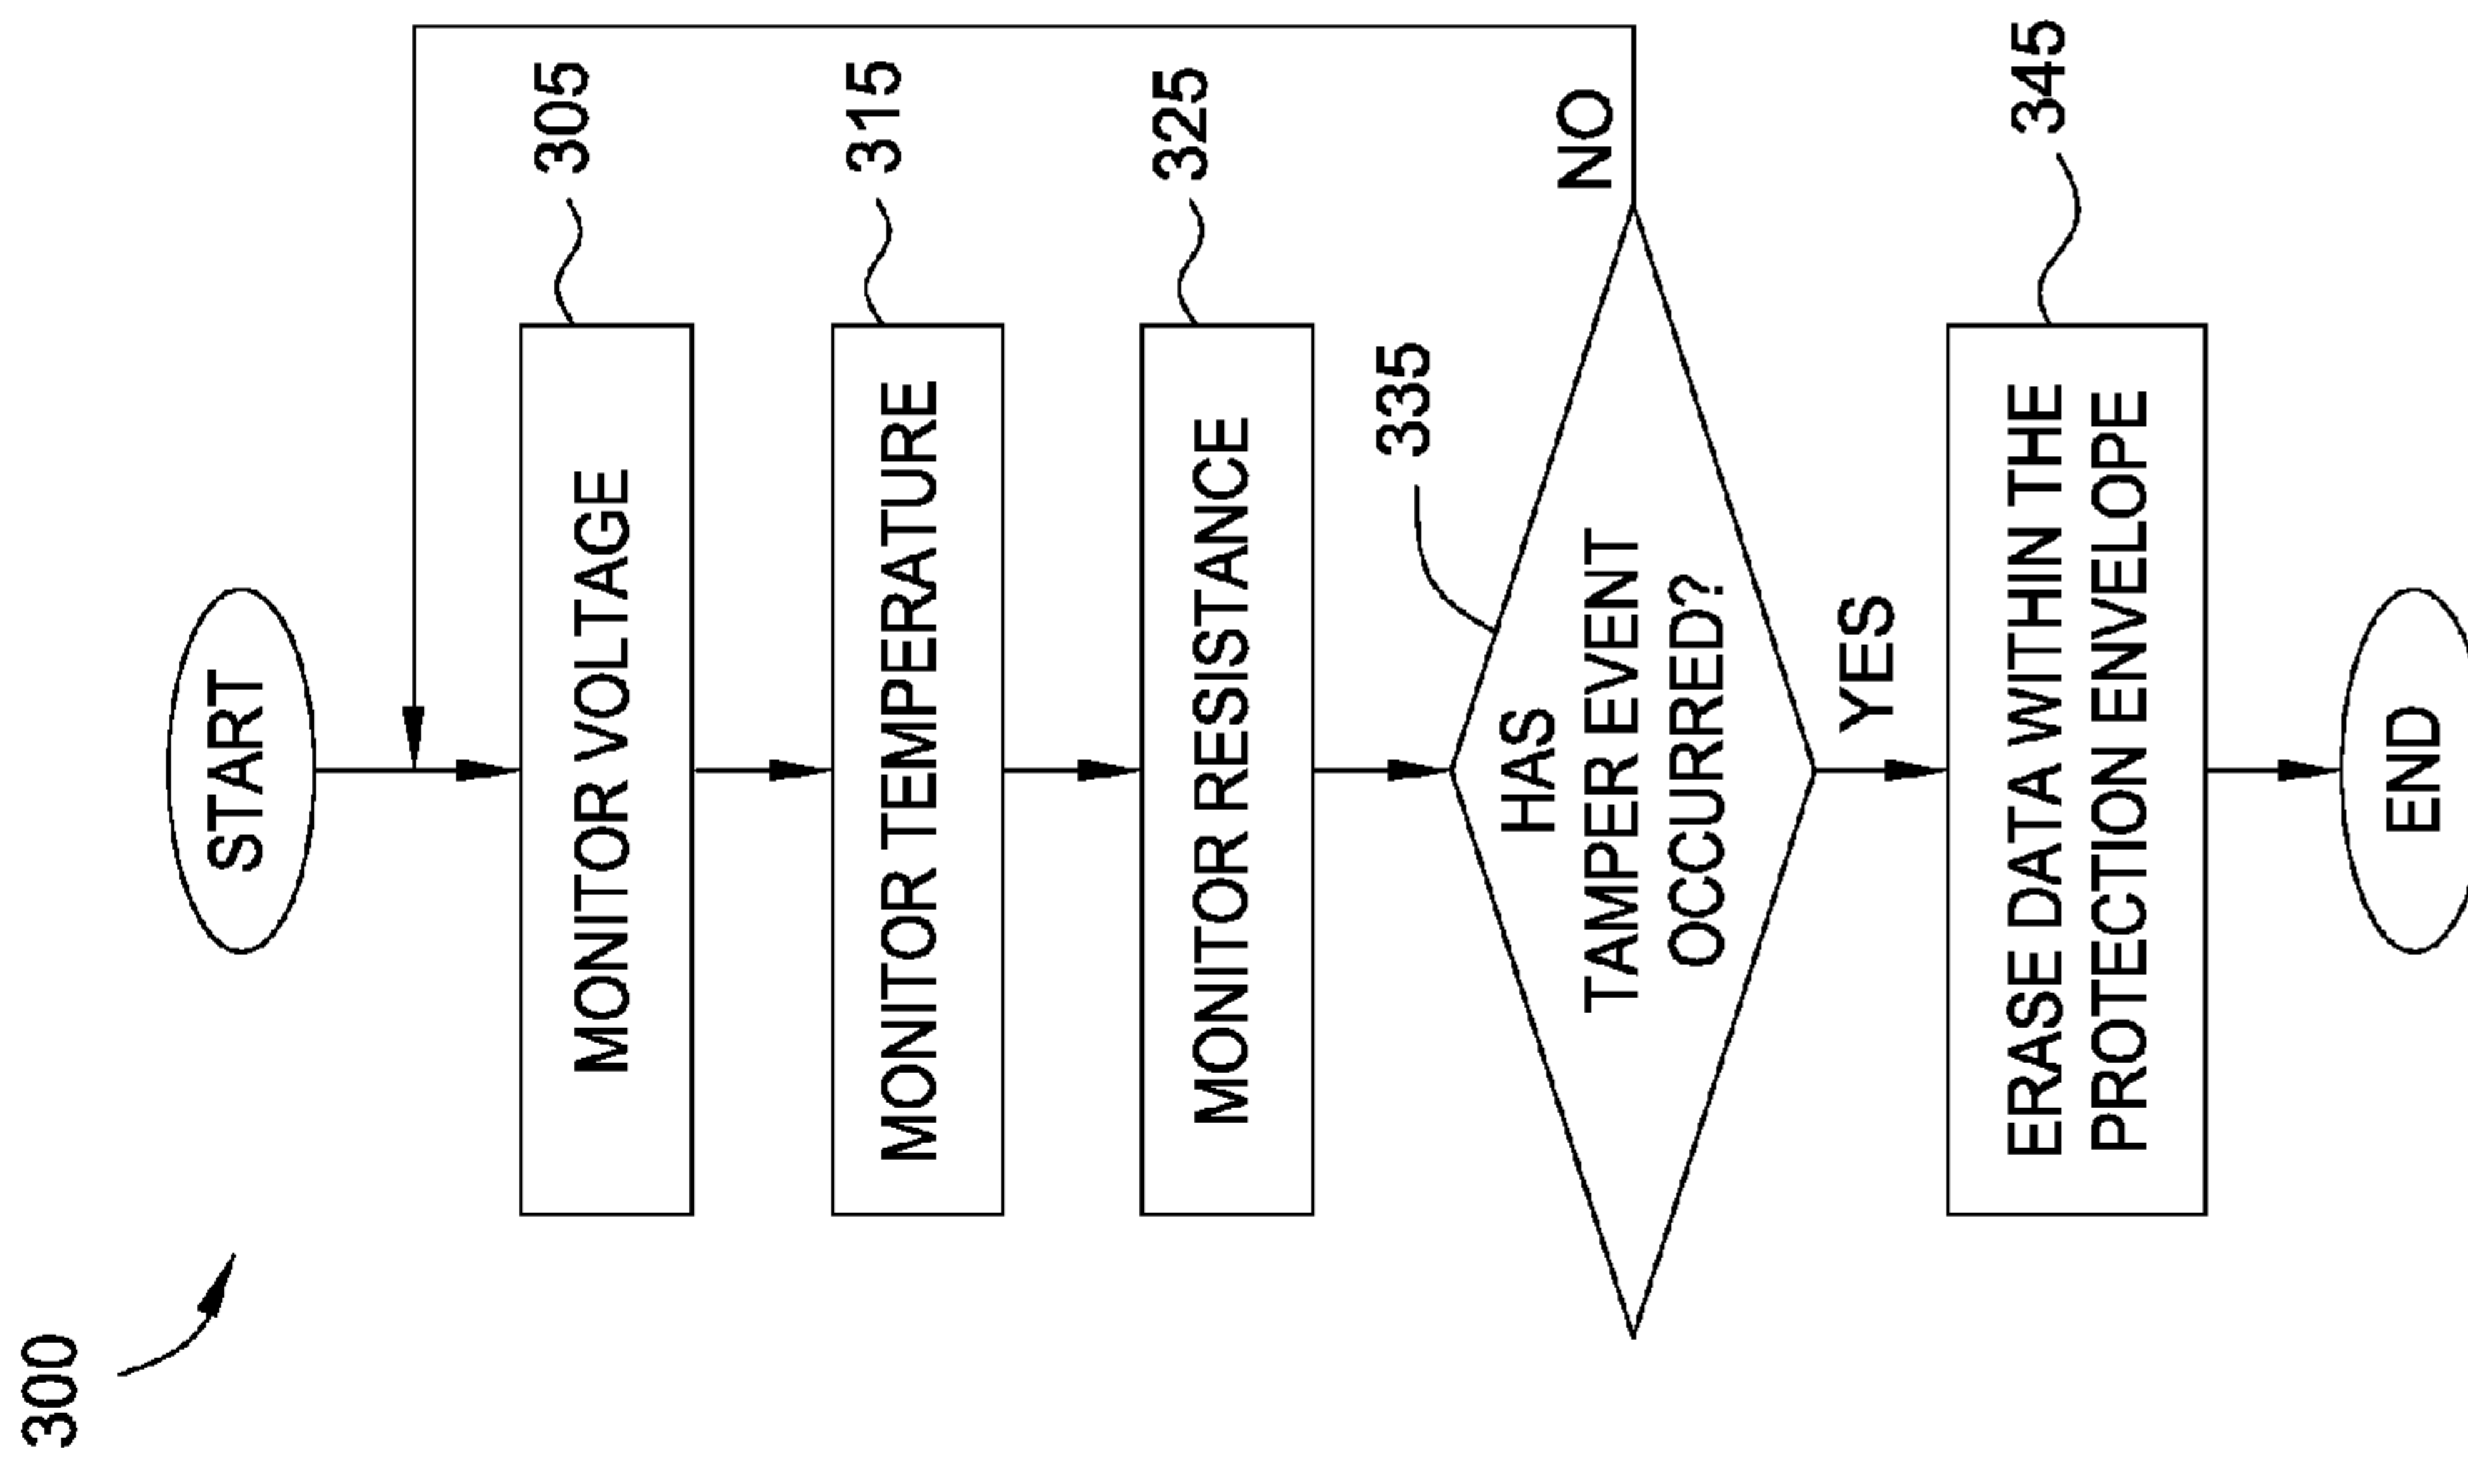 300
START
MONITOR VOLTAGE
305
MONITOR TEMPERATURE
315
MONITOR RESISTANCE
325
335
HAS
TAMPER EVENT
OCCURRED?
NO
YES
ERASE DATA WITHIN THE
PROTECTION ENVELOPE
345
END